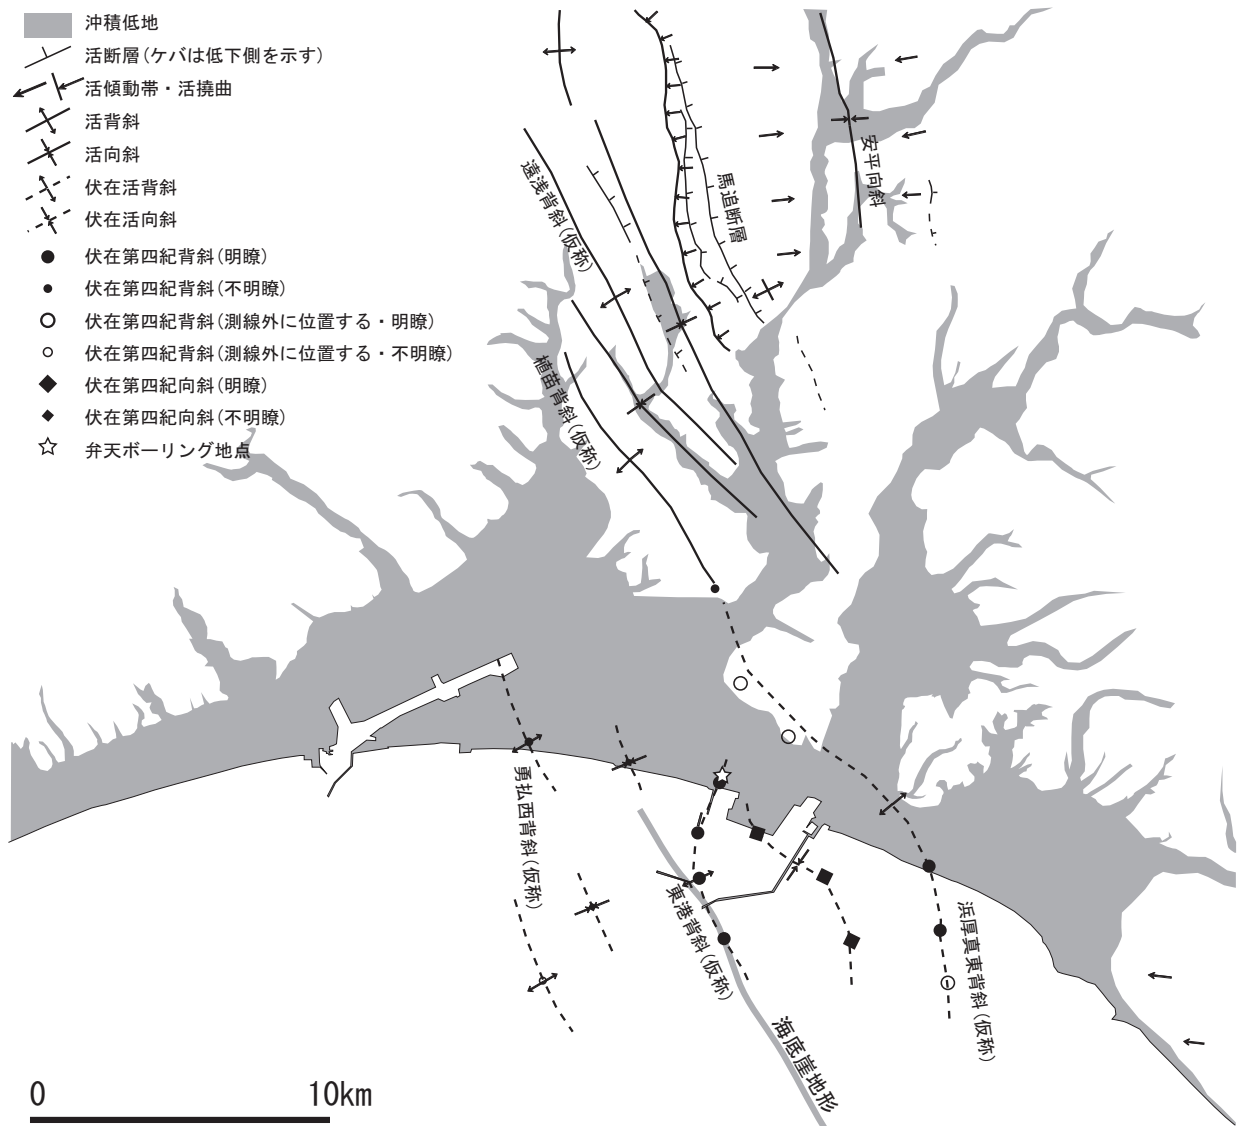 沖積低地
活断層(ケバは低下側を示す)
活傾動帯・活撓曲
活背斜
活向斜
伏在活背斜
伏在活向斜
伏在第四紀背斜(明瞭)
伏在第四紀背斜(不明瞭)
伏在第四紀背斜(測線外に位置する・明瞭)
伏在第四紀背斜(測線外に位置する・不明瞭)
伏在第四紀向斜(明瞭)
伏在第四紀向斜(不明瞭)
弁天ボーリング地点
遠浅背斜(仮称)
馬追断層
安平向斜
植苗背斜(仮称)
勇払西背斜(仮称)
東港背斜(仮称)
浜厚真東背斜(仮称)
海底崖地形
0 10km